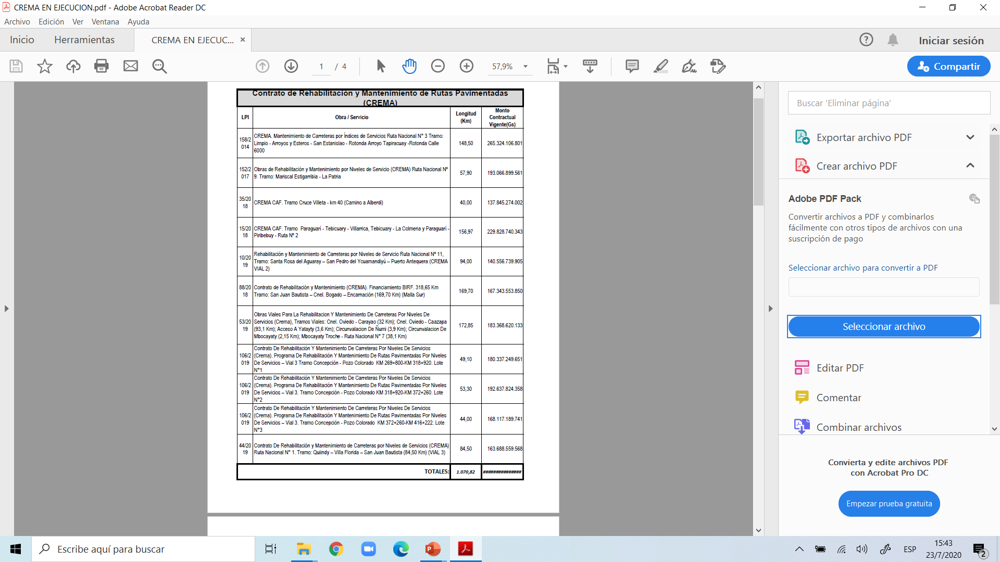 CREMA EN EJECUCION.pdf - Adobe Acrobat Reader DC
Archivo Edición Ver Ventana Ayuda
Inicio Herramientas CREMA EN EJECUC... × Iniciar sesión
1 / 4 57,9% Compartir
Contrato de Rehabilitación y Mantenimiento de Rutas Pavimentadas
(CREMA)
LPI Obra / Servicio Longitud (Km) Monto Contractual Vigente(Gs)
158/2
014
CREMA. Mantenimiento de Carreteras por Índices de Servicios Ruta Nacional N° 3 Tramo:
Limpio - Arroyos y Esteros - San Estanislao - Rotonda Arroyo Tapiracuay -Rotonda Calle
6000
148,50 265.324.106.801
152/2
017
Obras de Rehabilitación y Mantenimiento por Niveles de Servicio (CREMA) Ruta Nacional Nº
9. Tramo: Mariscal Estigarribia - La Patria
57,90 193.066.899.561
35/20
18
CREMA CAF. Tramo Cruce Villeta - km 40 (Camino a Alberdi)
40,00 137.845.274.002
15/20
18
CREMA CAF. Tramo Paraguarí - Tebicuary - Villarrica, Tebicuary - La Colmena y Paraguarí -
Piribebuy - Ruta Nº 2
156,97 229.828.740.343
10/20
19
Rehabilitación y Mantenimiento de Carreteras por Niveles de Servicio Ruta Nacional Nº 11,
Tramo: Santa Rosa del Aguaray – San Pedro del Ycuamandiyú – Puerto Antequera (CREMA
VIAL 2)
94,00 140.556.739.905
88/20
18
Contrato de Rehabilitación y Mantenimiento (CREMA). Financiamiento BIRF. 318,65 Km
Tramo: San Juan Bautista – Cnel. Bogado – Encarnación (169,70 Km) (Malla Sur)
169,70 167.343.553.850
53/20
19
Obras Viales Para La Rehabilitacion Y Mantenimiento De Carreteras Por Niveles De
Servicios (Crema), Tramos Viales: Cnel. Oviedo - Carayao (32 Km); Cnel. Oviedo - Caazapa
(93,1 Km); Acceso A Yatayty (3,6 Km); Circunvalacion De Ñumi (3,9 Km); Circunvalacion De
Mbocayaty (2,15 Km); Mbocayaty Troche - Ruta Nacional N° 7 (38,1 Km)
172,85 183.368.620.133
106/2
019
Contrato De Rehabilitación Y Mantenimiento De Carreteras Por Niveles De Servicios
(Crema). Programa De Rehabilitación Y Mantenimiento De Rutas Pavimentadas Por Niveles
De Servicios – Vial 3 Tramo Concepción - Pozo Colorado KM 269+800-KM 318+920. Lote
N°1
49,10 180.337.249.651
106/2
019
Contrato De Rehabilitación Y Mantenimiento De Carreteras Por Niveles De Servicios
(Crema). Programa De Rehabilitación Y Mantenimiento De Rutas Pavimentadas Por Niveles
De Servicios – Vial 3. Tramo Concepción - Pozo Colorado KM 318+920-KM 372+260. Lote
N°2
53,30 192.637.824.358
106/2
019
Contrato De Rehabilitación Y Mantenimiento De Carreteras Por Niveles De Servicios
(Crema). Programa De Rehabilitación Y Mantenimiento De Rutas Pavimentadas Por Niveles
De Servicios – Vial 3. Tramo Concepción - Pozo Colorado KM 372+260-KM 416+222. Lote
N°3
44,00 168.117.189.741
44/20
19
Contrato De Rehabilitación y Mantenimiento de Carreteras por Niveles de Servicios (CREMA)
Ruta Nacional N° 1. Tramo: Quiindy – Villa Florida – San Juan Bautista (84,50 Km) (VIAL 3)
84,50 163.688.559.568
TOTALES: 1.070,82 ###############
Buscar 'Eliminar página'
Exportar archivo PDF
Crear archivo PDF
Adobe PDF Pack
Convertir archivos a PDF y combinarlos
fácilmente con otros tipos de archivos con una
suscripción de pago
Seleccionar archivo para convertir a PDF
Seleccionar archivo
Editar PDF
Comentar
Combinar archivos
Convierta y edite archivos PDF
con Acrobat Pro DC
Empezar prueba gratuita
Escribe aquí para buscar
ESP
15:43
23/7/2020
2